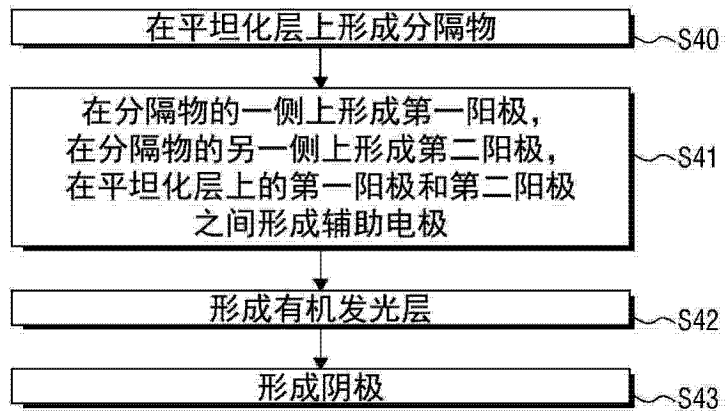 在平坦化层上形成分隔物
S40
在分隔物的一侧上形成第一阳极，
在分隔物的另一侧上形成第二阳极，
在平坦化层上的第一阳极和第二阳极
之间形成辅助电极
S41
形成有机发光层
S42
形成阴极
S43